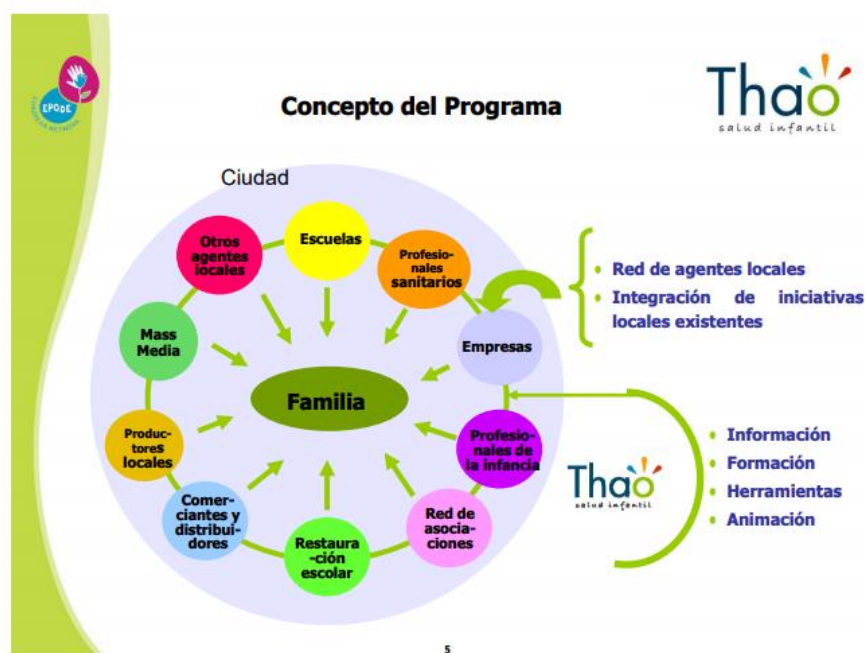 EPODE
EUROPEAN NETWORK
Thao
salud infantil
Concepto del Programa
Ciudad
Escuelas
Profesio-
nales
sanitarios
Empresas
Profesio-
nales de
la infancia
Red de
asocia-
ciones
Restaura
-ción
escolar
Comer-
ciantes y
distribui-
dores
Produc-
tores
locales
Mass
Media
Otros
agentes
locales
Familia
• Red de agentes locales
• Integración de iniciativas
locales existentes
Thao
salud infantil
• Información
• Formación
• Herramientas
• Animación
5